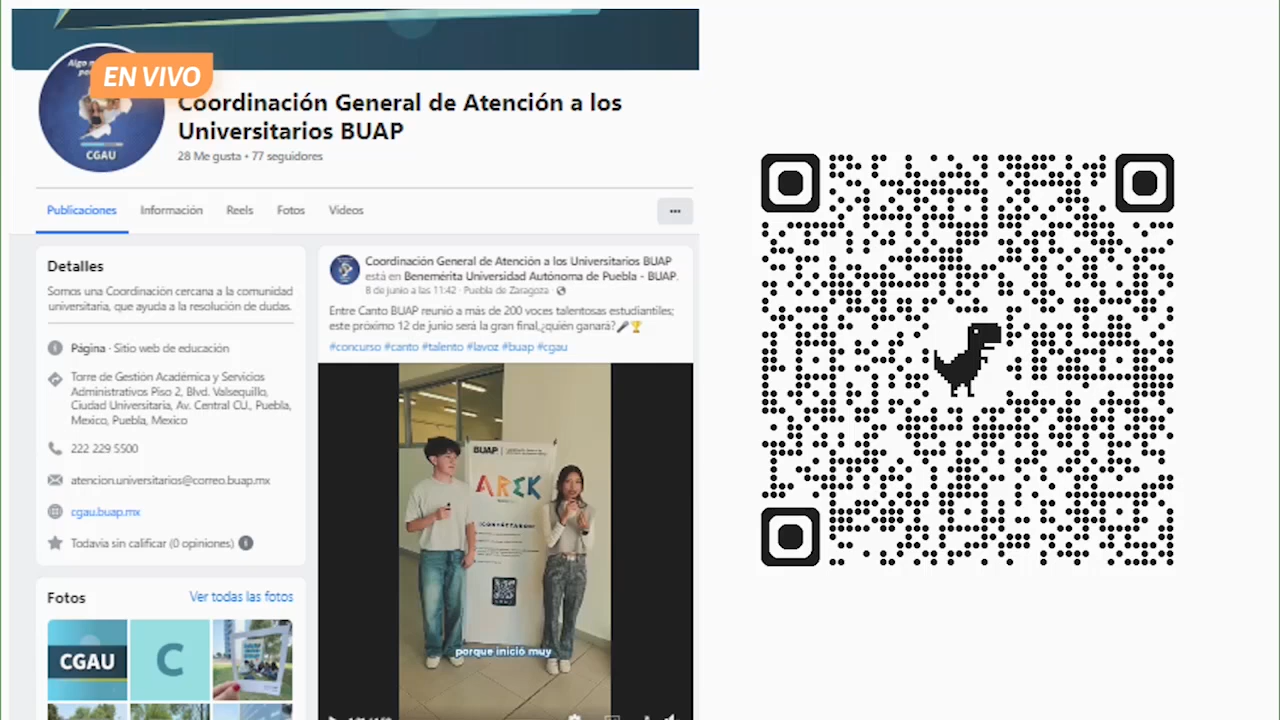 EN VIVO
CGAU
Coordinación General de Atención a los
Universitarios BUAP
28 Me gusta • 77 seguidores
Publicaciones
Información
Reels
Fotos
Videos
Detalles
Somos una Coordinación cercana a la comunidad
universitaria, que ayuda a la resolución de dudas.
Página · Sitio web de educación
Torre de Gestión Académica y Servicios
Administrativos Piso 2, Blvd. Valsequillo,
Ciudad Universitaria, Av. Central CU., Puebla,
Mexico, Puebla, Mexico
222 229 5500
atencion.universitarios@correo.buap.mx
cgau.buap.mx
Todavía sin calificar (0 opiniones)
Fotos
Ver todas las fotos
CGAU
C
Coordinación General de Atención a los Universitarios BUAP
está en Benemérita Universidad Autónoma de Puebla - BUAP.
8 de junio a las 11:42 · Puebla de Zaragoza ·
Entre Canto BUAP reunió a más de 200 voces talentosas estudiantiles;
este próximo 12 de junio será la gran final,¿quién ganará?🎤🏆
#concurso #canto #talento #lavoz #buap #cgau
BUAP
AREK
porque inició muy